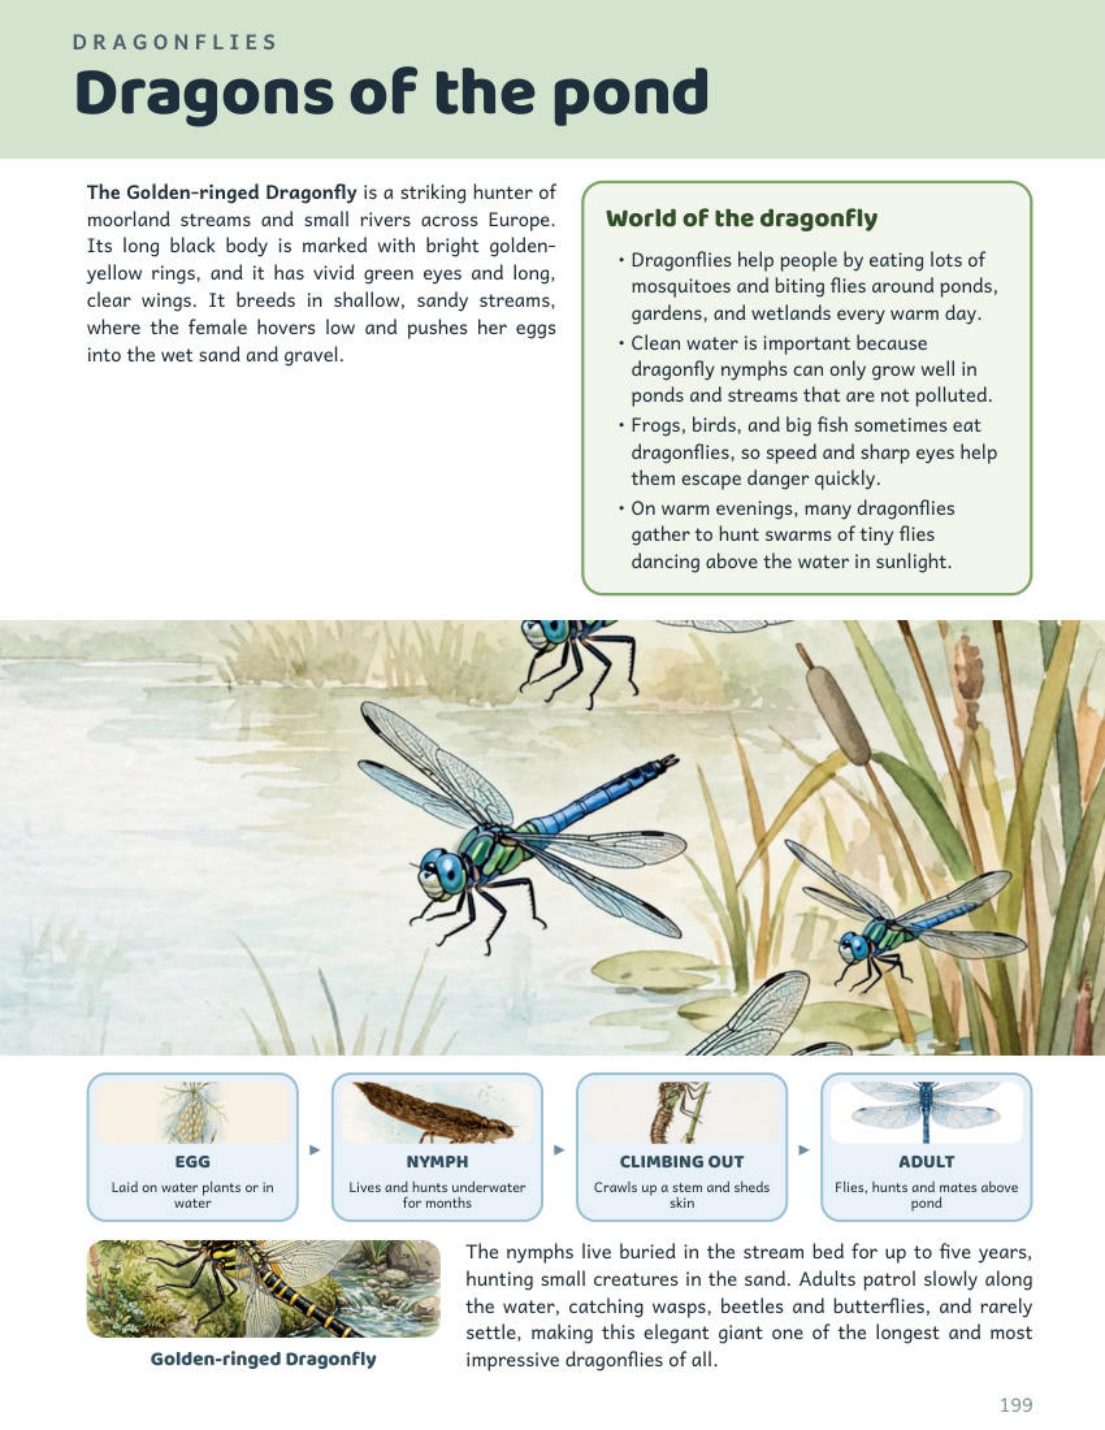 DRAGONFLIES
Dragons of the pond
The Golden-ringed Dragonfly is a striking hunter of
moorland streams and small rivers across Europe.
Its long black body is marked with bright golden-
yellow rings, and it has vivid green eyes and long,
clear wings. It breeds in shallow, sandy streams,
where the female hovers low and pushes her eggs
into the wet sand and gravel.
World of the dragonfly
• Dragonflies help people by eating lots of
mosquitoes and biting flies around ponds,
gardens, and wetlands every warm day.
• Clean water is important because
dragonfly nymphs can only grow well in
ponds and streams that are not polluted.
• Frogs, birds, and big fish sometimes eat
dragonflies, so speed and sharp eyes help
them escape danger quickly.
• On warm evenings, many dragonflies
gather to hunt swarms of tiny flies
dancing above the water in sunlight.
EGG
Laid on water plants or in
water
NYMPH
Lives and hunts underwater
for months
CLIMBING OUT
Crawls up a stem and sheds
skin
ADULT
Flies, hunts and mates above
pond
Golden-ringed Dragonfly
The nymphs live buried in the stream bed for up to five years,
hunting small creatures in the sand. Adults patrol slowly along
the water, catching wasps, beetles and butterflies, and rarely
settle, making this elegant giant one of the longest and most
impressive dragonflies of all.
199